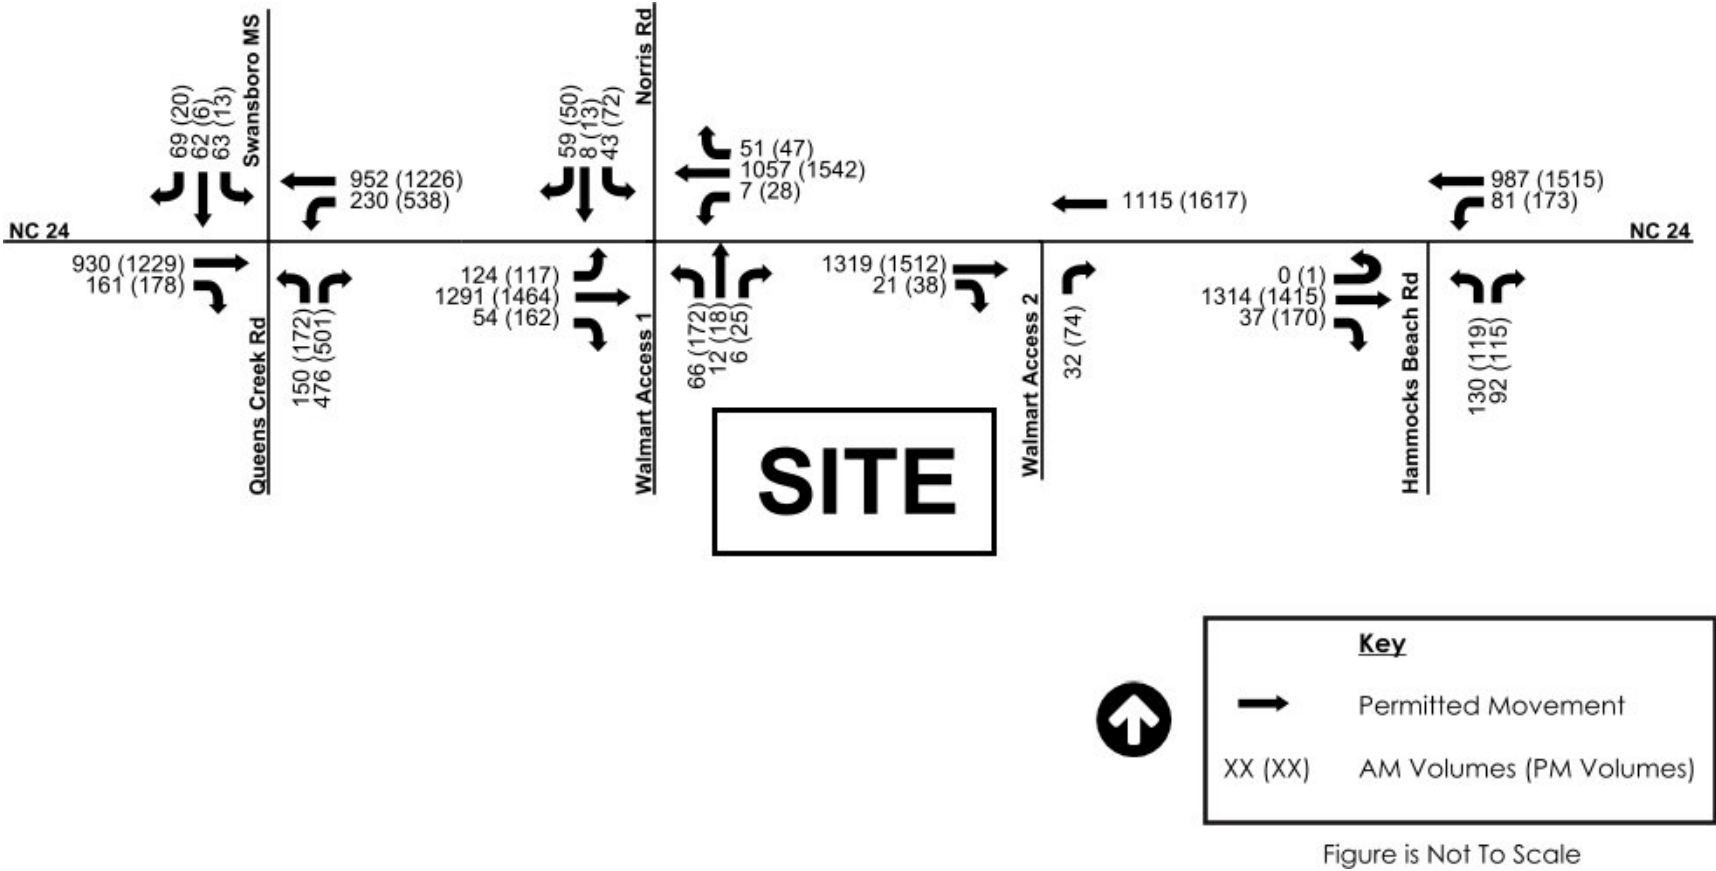 Swansboro MS
Norris Rd
69 (20)
62 (6)
63 (13)
59 (50)
8 (13)
43 (72)
952 (1226)
230 (538)
51 (47)
1057 (1542)
7 (28)
1115 (1617)
987 (1515)
81 (173)
NC 24
NC 24
930 (1229)
161 (178)
150 (172)
476 (501)
124 (117)
1291 (1464)
54 (162)
66 (172)
12 (18)
6 (25)
1319 (1512)
21 (38)
32 (74)
0 (1)
1314 (1415)
37 (170)
130 (119)
92 (115)
Queens Creek Rd
Walmart Access 1
Walmart Access 2
Hammocks Beach Rd
SITE
Key
Permitted Movement
XX (XX) AM Volumes (PM Volumes)
Figure is Not To Scale